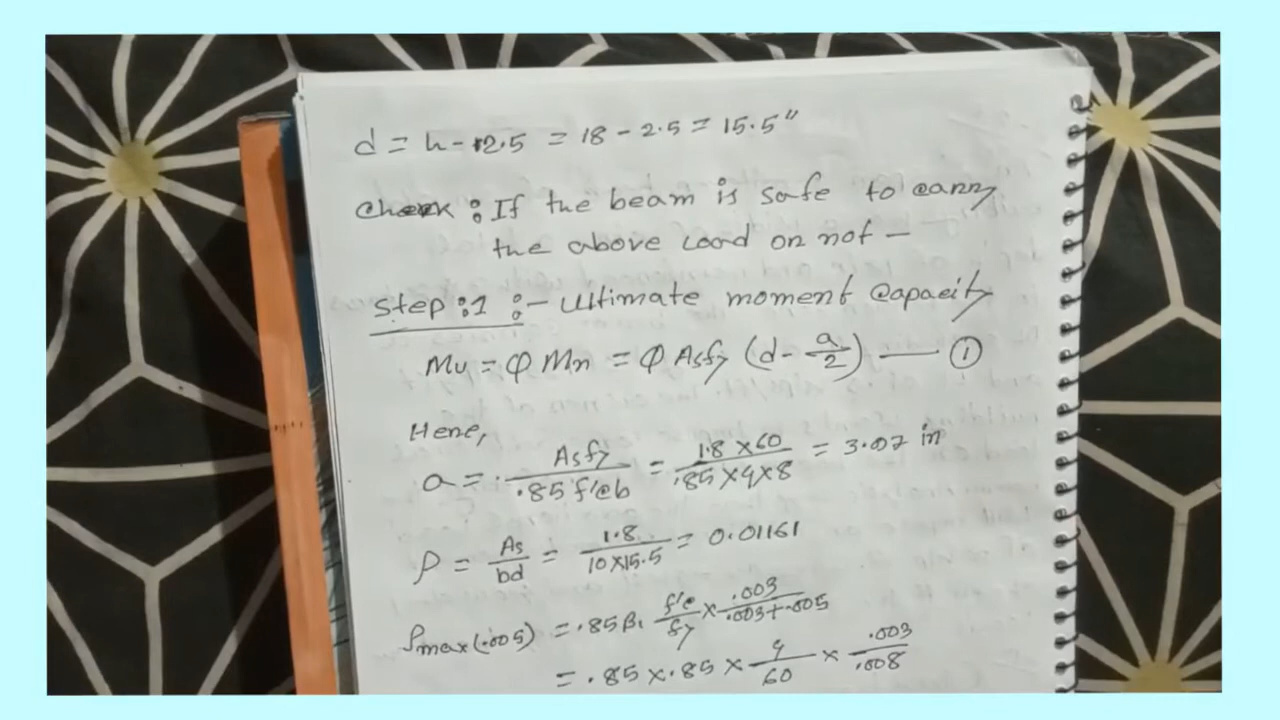 d = h - 2.5 = 18 - 2.5 = 15.5"
Check : If the beam is safe to carry
the above load or not —
Step :1 :- Ultimate moment Capacity
Mu = φ Mn = φ Asfy (d - a/2) —— ①
Here,
a = Asfy / .85 f'c b = 1.8 × 60 / .85 × 4 × 8 = 3.07 in
ρ = As / bd = 1.8 / 10 × 15.5 = 0.01161
ρmax (.005) = .85 β1 f'c / fy × .003 / .003 + .005
= .85 × .85 × 4 / 60 × .003 / .008